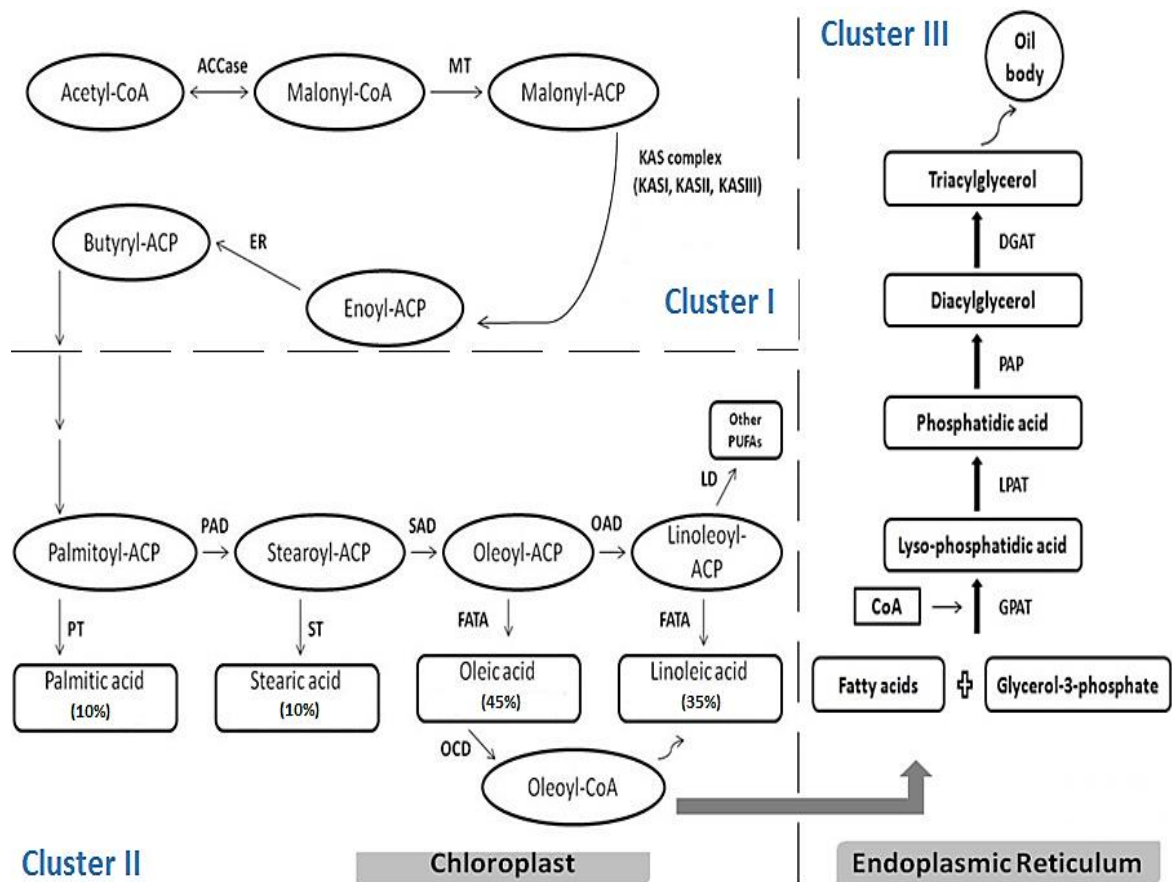 Cluster III
Oil
body
ACCase
MT
Acetyl-CoA
Malonyl-CoA
Malonyl-ACP
KAS complex
(KASI, KASII, KASIII)
Triacylglycerol
Butyryl-ACP
ER
DGAT
Enoyl-ACP
Cluster I
Diacylglycerol
PAP
Other
PUFAs
Phosphatidic acid
LD
LPAT
PAD
SAD
OAD
Palmitoyl-ACP
Stearoyl-ACP
Oleoyl-ACP
Linoleoyl-
ACP
Lyso-phosphatidic acid
CoA
GPAT
PT
ST
FATA
FATA
Palmitic acid
(10%)
Stearic acid
(10%)
Oleic acid
(45%)
Linoleic acid
(35%)
Fatty acids
Glycerol-3-phosphate
OCD
Oleoyl-CoA
Cluster II
Chloroplast
Endoplasmic Reticulum